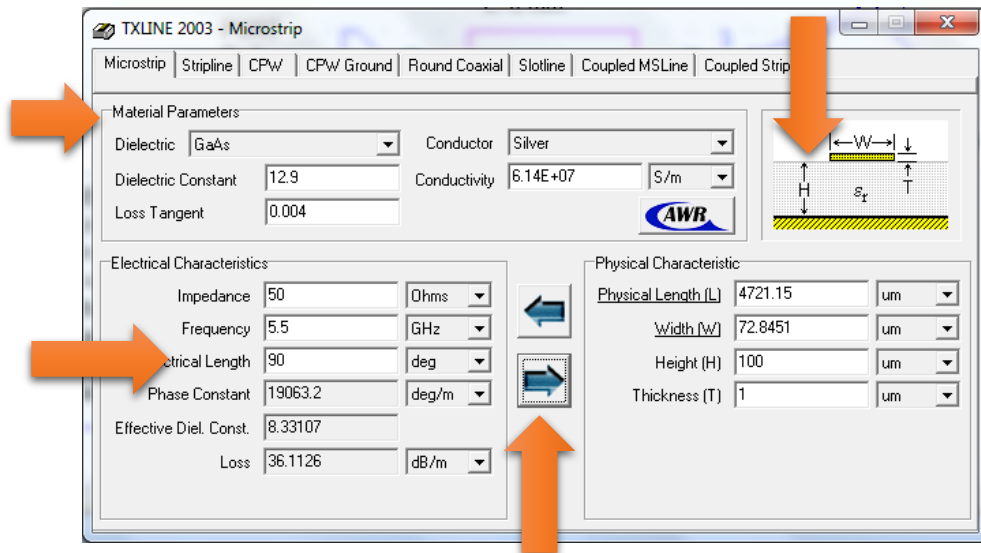 TXLINE 2003 - Microstrip
Microstrip Stripline CPW CPW Ground Round Coaxial Slotline Coupled MSLine Coupled Strip
Material Parameters
Dielectric GaAs Conductor Silver
Dielectric Constant 12.9 Conductivity 6.14E+07 S/m
Loss Tangent 0.004 AWR
W
H εr T
Electrical Characteristics
Impedance 50 Ohms
Frequency 5.5 GHz
ctrical Length 90 deg
Phase Constant 19063.2 deg/m
Effective Diel. Const. 8.33107
Loss 36.1126 dB/m
Physical Characteristic
Physical Length (L) 4721.15 um
Width (W) 72.8451 um
Height (H) 100 um
Thickness (T) 1 um